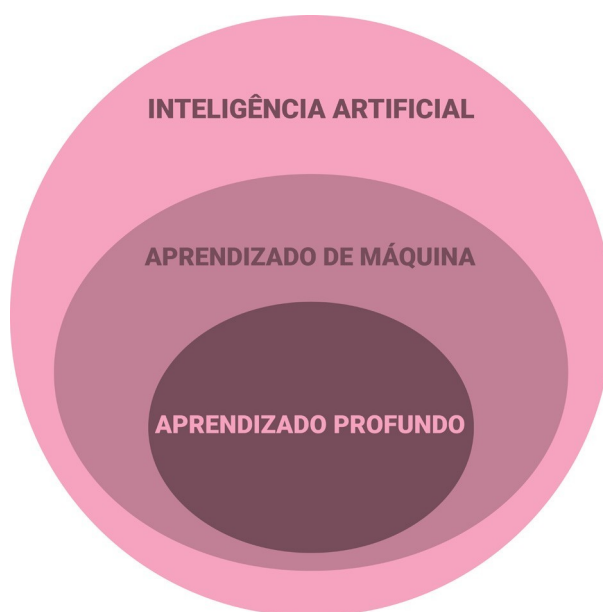 INTELIGÊNCIA ARTIFICIAL
APRENDIZADO DE MÁQUINA
APRENDIZADO PROFUNDO